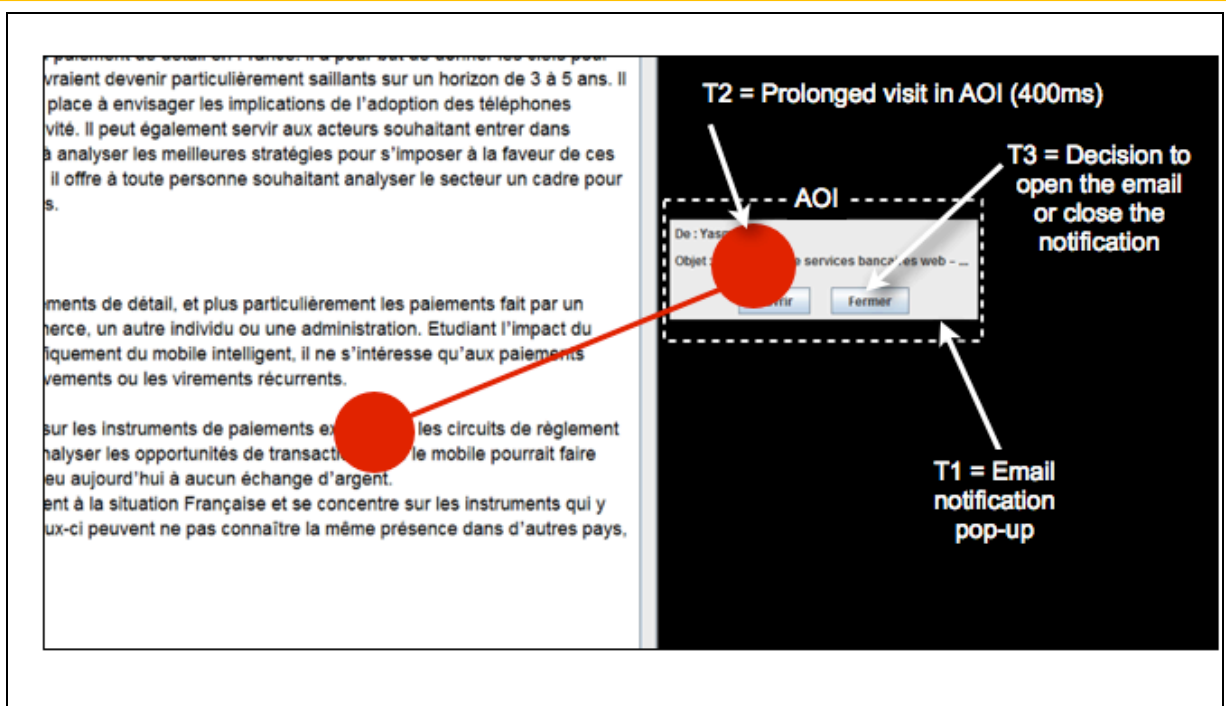 paiement de détail en France. Il a pour but de donner les clefs pour
vraient devenir particulièrement saillants sur un horizon de 3 à 5 ans. Il
place à envisager les implications de l'adoption des téléphones
vité. Il peut également servir aux acteurs souhaitant entrer dans
à analyser les meilleures stratégies pour s'imposer à la faveur de ces
il offre à toute personne souhaitant analyser le secteur un cadre pour
s.
ements de détail, et plus particulièrement les paiements fait par un
nerce, un autre individu ou une administration. Etudiant l'impact du
fiquement du mobile intelligent, il ne s'intéresse qu'aux paiements
vements ou les virements récurrents.
sur les instruments de paiements ex les circuits de règlement
nalyser les opportunités de transacti le mobile pourrait faire
eu aujourd'hui à aucun échange d'argent.
ent à la situation Française et se concentre sur les instruments qui y
ux-ci peuvent ne pas connaître la même présence dans d'autres pays,
T2 = Prolonged visit in AOI (400ms)
T3 = Decision to
open the email
or close the
notification
AOI
De : Yasm
Objet : e services bancaires web – ...
rir Fermer
T1 = Email
notification
pop-up